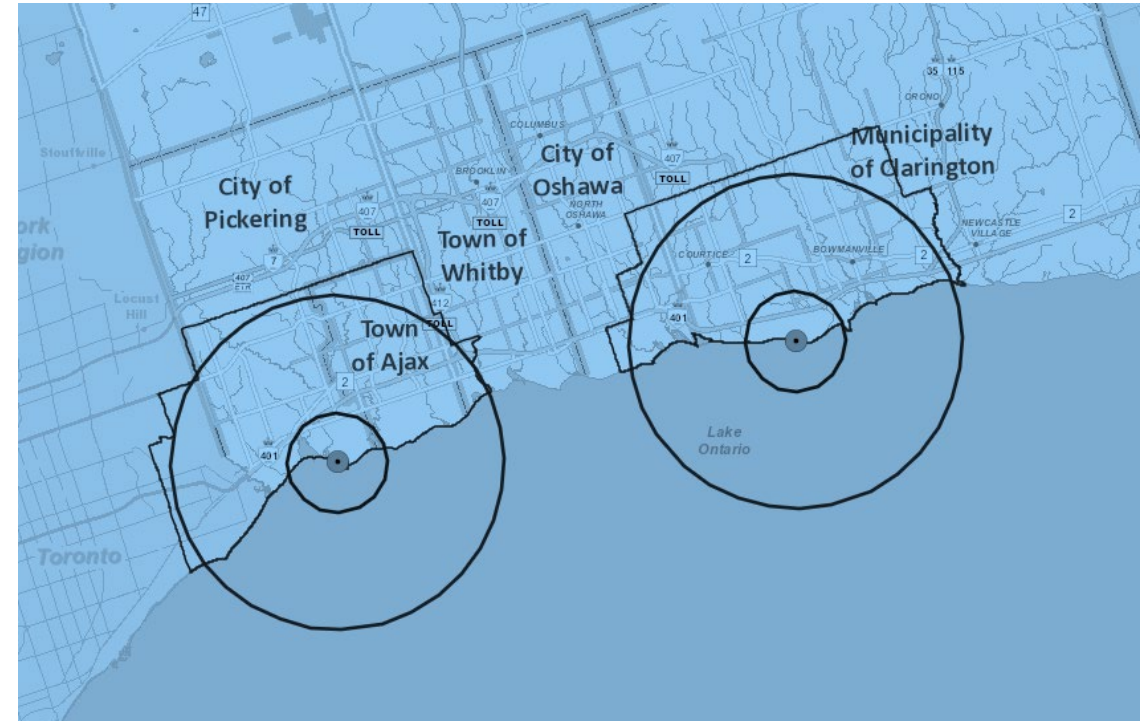 47
35 115
ORONO
Stouffville
COLUMBUS
Municipality
of Clarington
City of
Oshawa
407
TOLL
City of
Pickering
BROOKLIN
407
TOLL
407
TOLL
NORTH
OSHAWA
2
NEWCASTLE
VILLAGE
ork
gion
7
Town of
Whitby
COURTICE
2
BOWMANVILLE
2
407
ETR
Locust
Hill
412
TOLL
401
Town
of Ajax
2
401
Lake
Ontario
Toronto